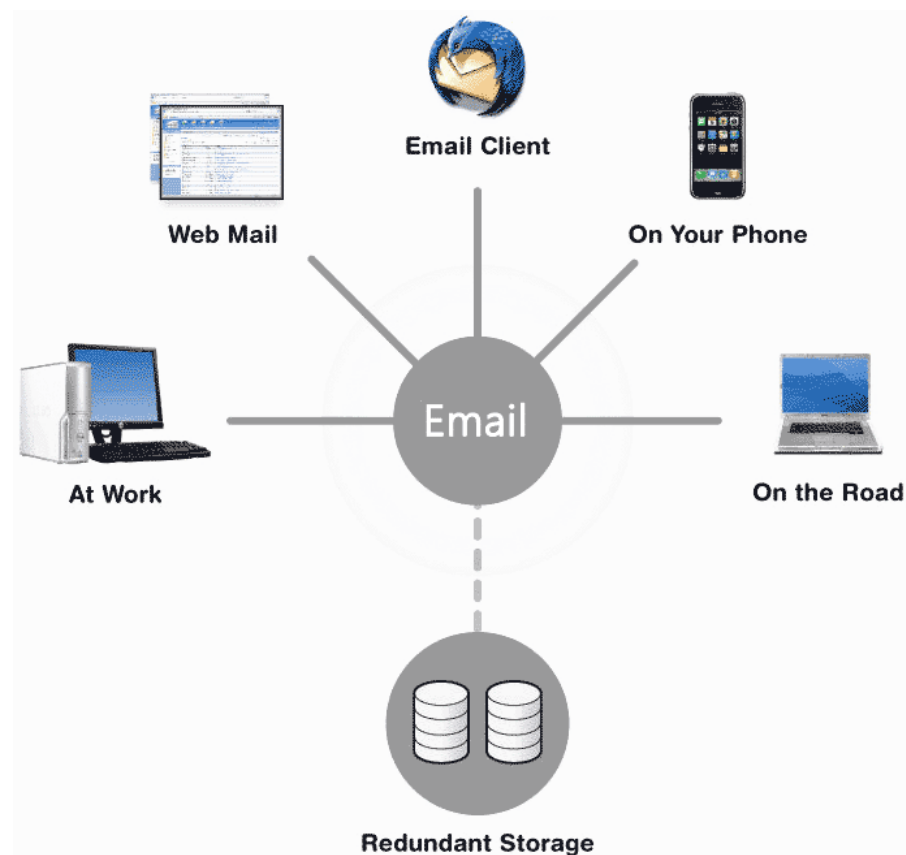 Email Client
Web Mail
On Your Phone
Email
At Work
On the Road
Redundant Storage